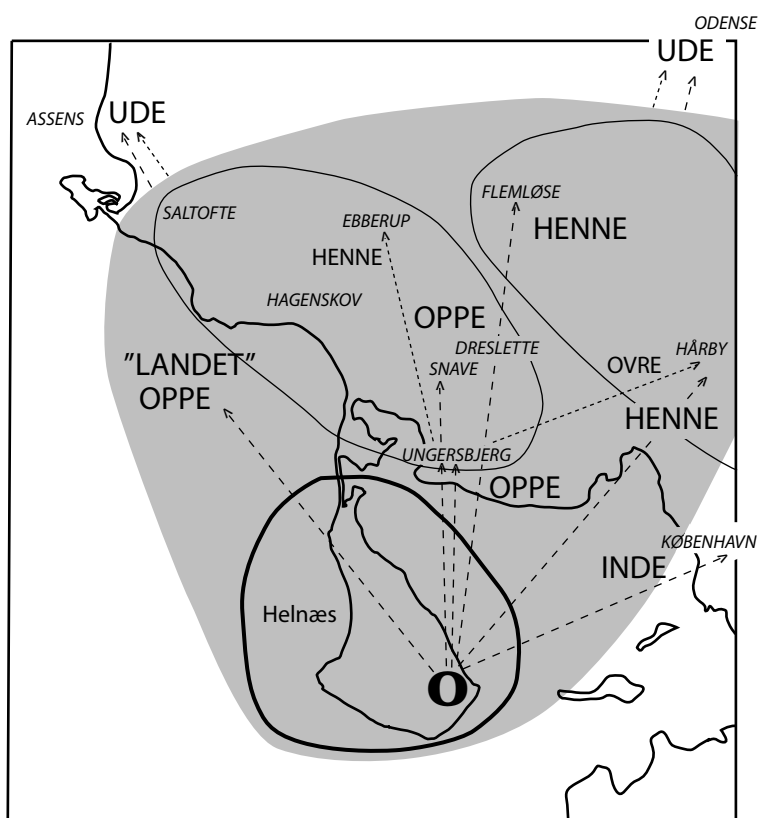 ODENSE
UDE
ASSENS
UDE
FLEMLØSE
SALTOFTE
EBBERUP
HENNE
HENNE
HAGENSKOV
OPPE
DRESLETTE
HÅRBY
"LANDET"
OPPE
SNAVE
OVRE
HENNE
UNGERSBJERG
OPPE
KØBENHAVN
INDE
Helnæs
O